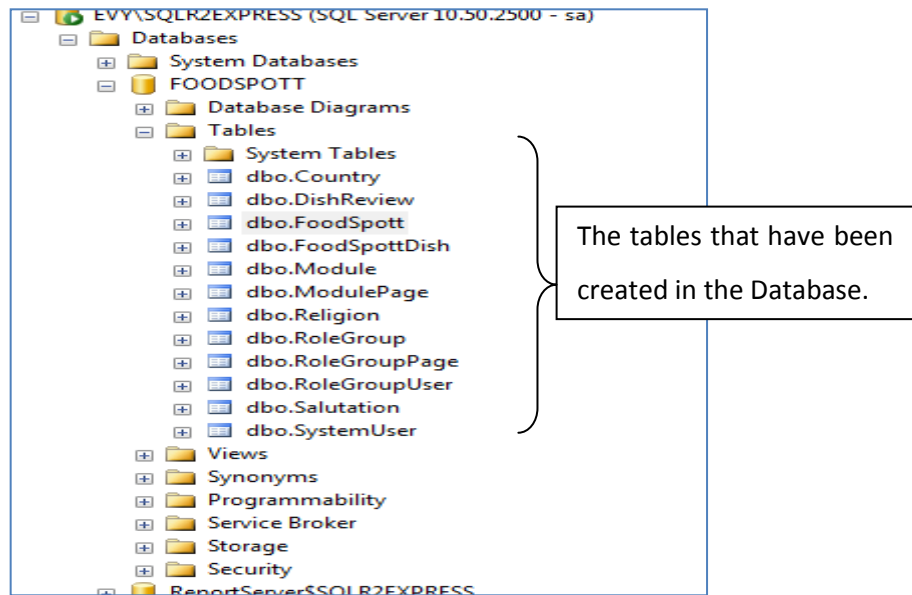 EVY\SQLR2EXPRESS (SQL Server 10.50.2500 - sa)
Databases
System Databases
FOODSPOTT
Database Diagrams
Tables
System Tables
dbo.Country
dbo.DishReview
dbo.FoodSpott
dbo.FoodSpottDish
dbo.Module
dbo.ModulePage
dbo.Religion
dbo.RoleGroup
dbo.RoleGroupPage
dbo.RoleGroupUser
dbo.Salutation
dbo.SystemUser
Views
Synonyms
Programmability
Service Broker
Storage
Security
ReportServer$SQLR2EXPRESS
The tables that have been
created in the Database.